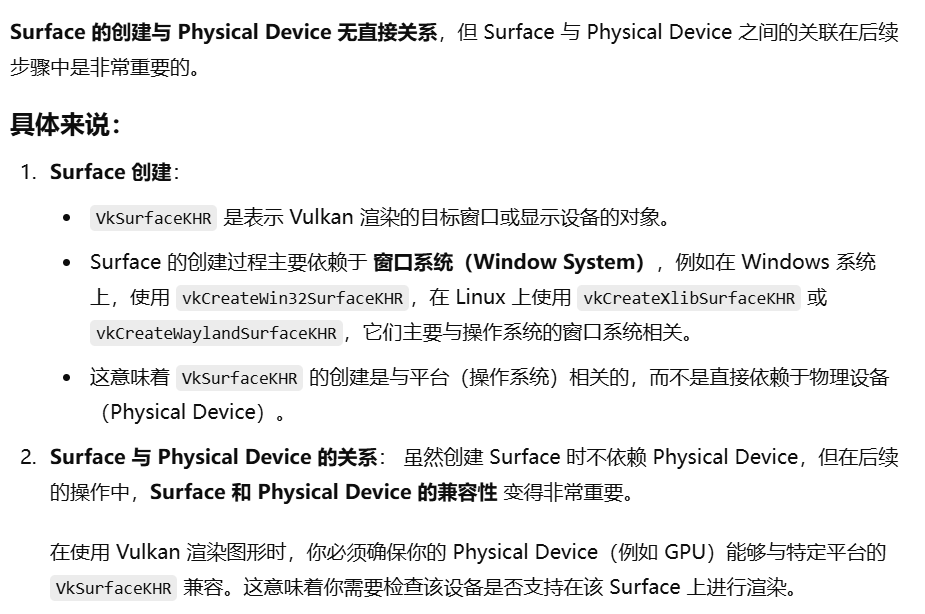 Surface 的创建与 Physical Device 无直接关系，但 Surface 与 Physical Device 之间的关联在后续
步骤中是非常重要的。
具体来说：
1. Surface 创建：
• VkSurfaceKHR 是表示 Vulkan 渲染的目标窗口或显示设备的对象。
• Surface 的创建过程主要依赖于 窗口系统（Window System），例如在 Windows 系统
上，使用 vkCreateWin32SurfaceKHR，在 Linux 上使用 vkCreateXlibSurfaceKHR 或
vkCreateWaylandSurfaceKHR，它们主要与操作系统的窗口系统相关。
• 这意味着 VkSurfaceKHR 的创建是与平台（操作系统）相关的，而不是直接依赖于物理设备
（Physical Device）。
2. Surface 与 Physical Device 的关系： 虽然创建 Surface 时不依赖 Physical Device，但在后续
的操作中，Surface 和 Physical Device 的兼容性 变得非常重要。
在使用 Vulkan 渲染图形时，你必须确保你的 Physical Device（例如 GPU）能够与特定平台的
VkSurfaceKHR 兼容。这意味着你需要检查该设备是否支持在该 Surface 上进行渲染。